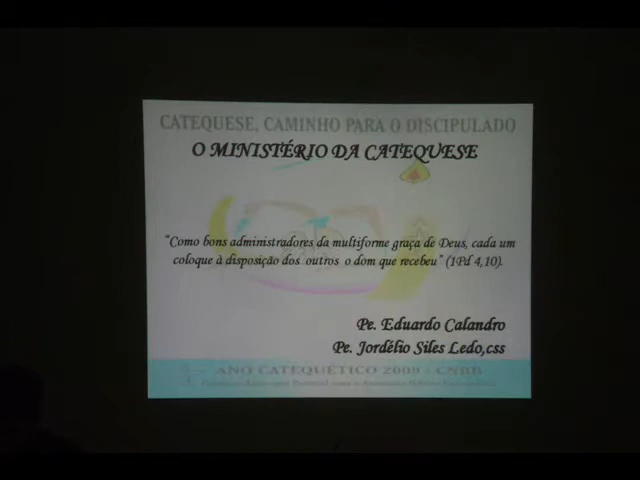 CATEQUESE, CAMINHO PARA O DISCIPULADO
O MINISTÉRIO DA CATEQUESE
"Como bons administradores da multiforme graça de Deus, cada um
coloque à disposição dos outros o dom que recebeu" (1Pd 4,10).
Pe. Eduardo Calandro
Pe. Jordélio Siles Ledo,css
ANO CATEQUÉTICO 2009 - CNBB